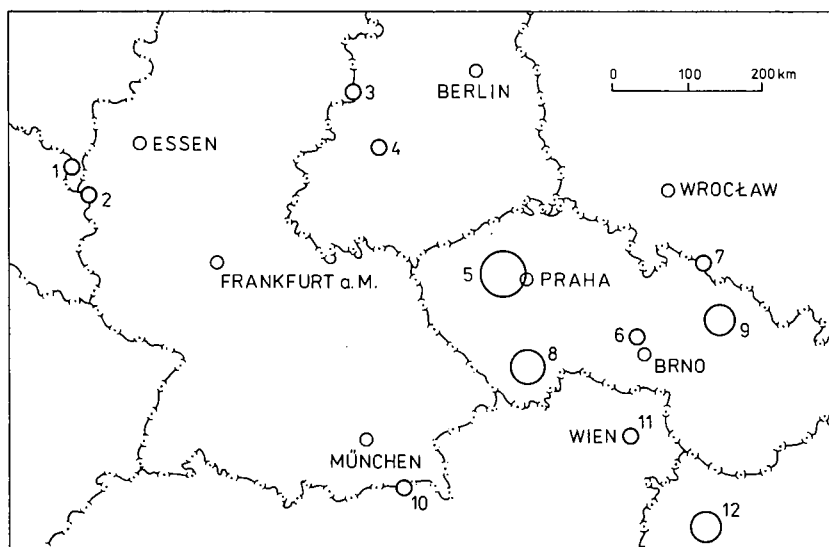 BERLIN
0 100 200 km
3
ESSEN
4
1
2
WROCŁAW
FRANKFURT a.M.
5
PRAHA
7
9
6
BRNO
8
MÜNCHEN
WIEN
11
10
12